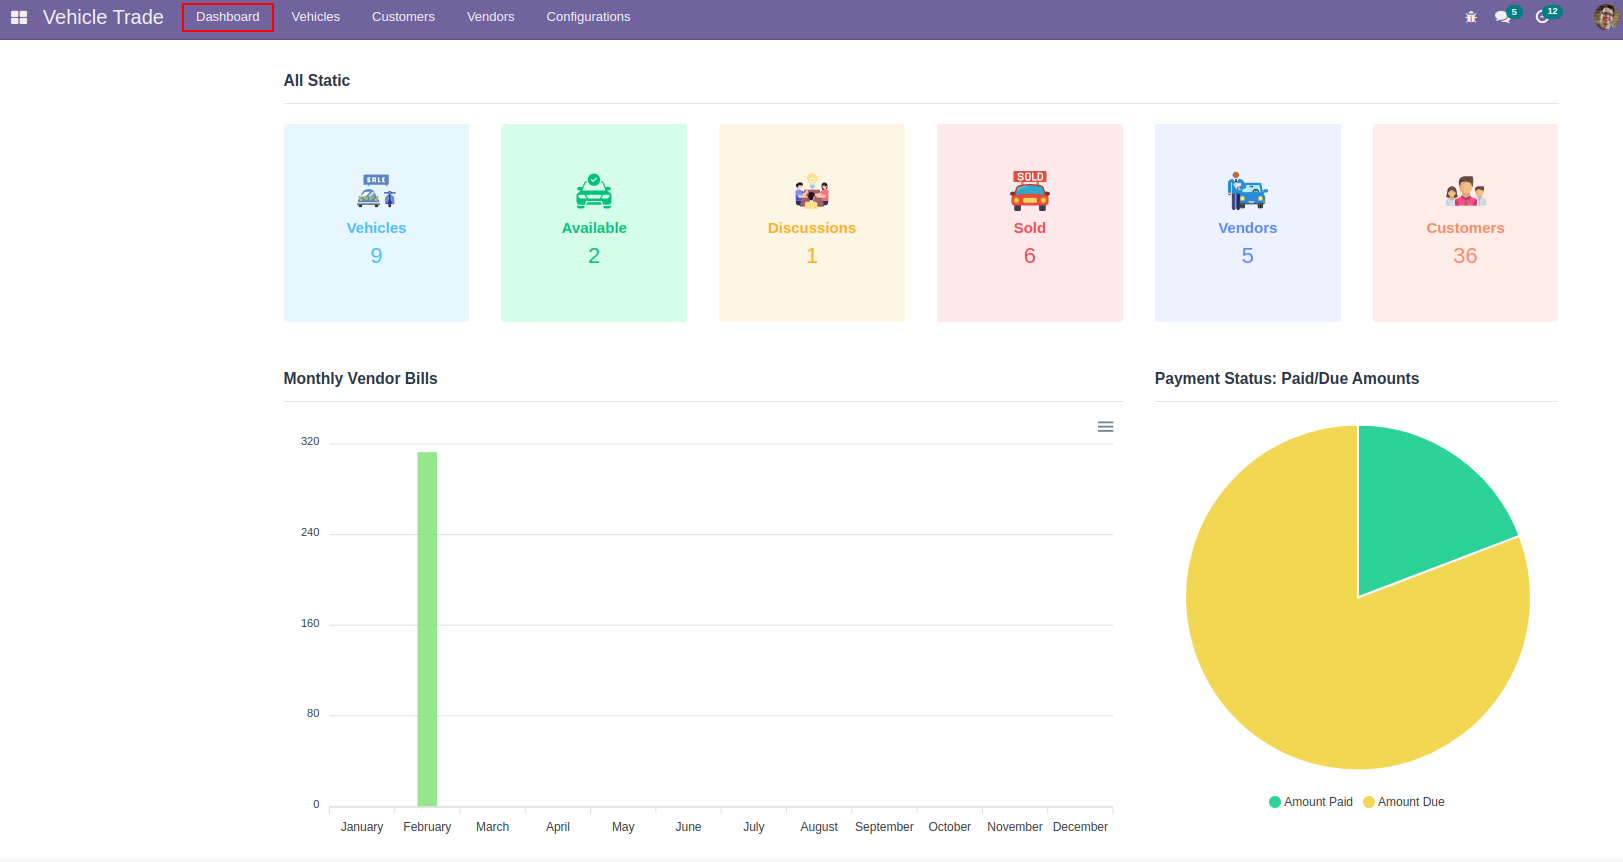 Vehicle Trade Dashboard Vehicles Customers Vendors Configurations 5 12
All Static
SALE SOLD
Vehicles Available Discussions Sold Vendors Customers
9 2 1 6 5 36
Monthly Vendor Bills Payment Status: Paid/Due Amounts
320
240
160
80
0
January February March April May June July August September October November December
Amount Paid Amount Due